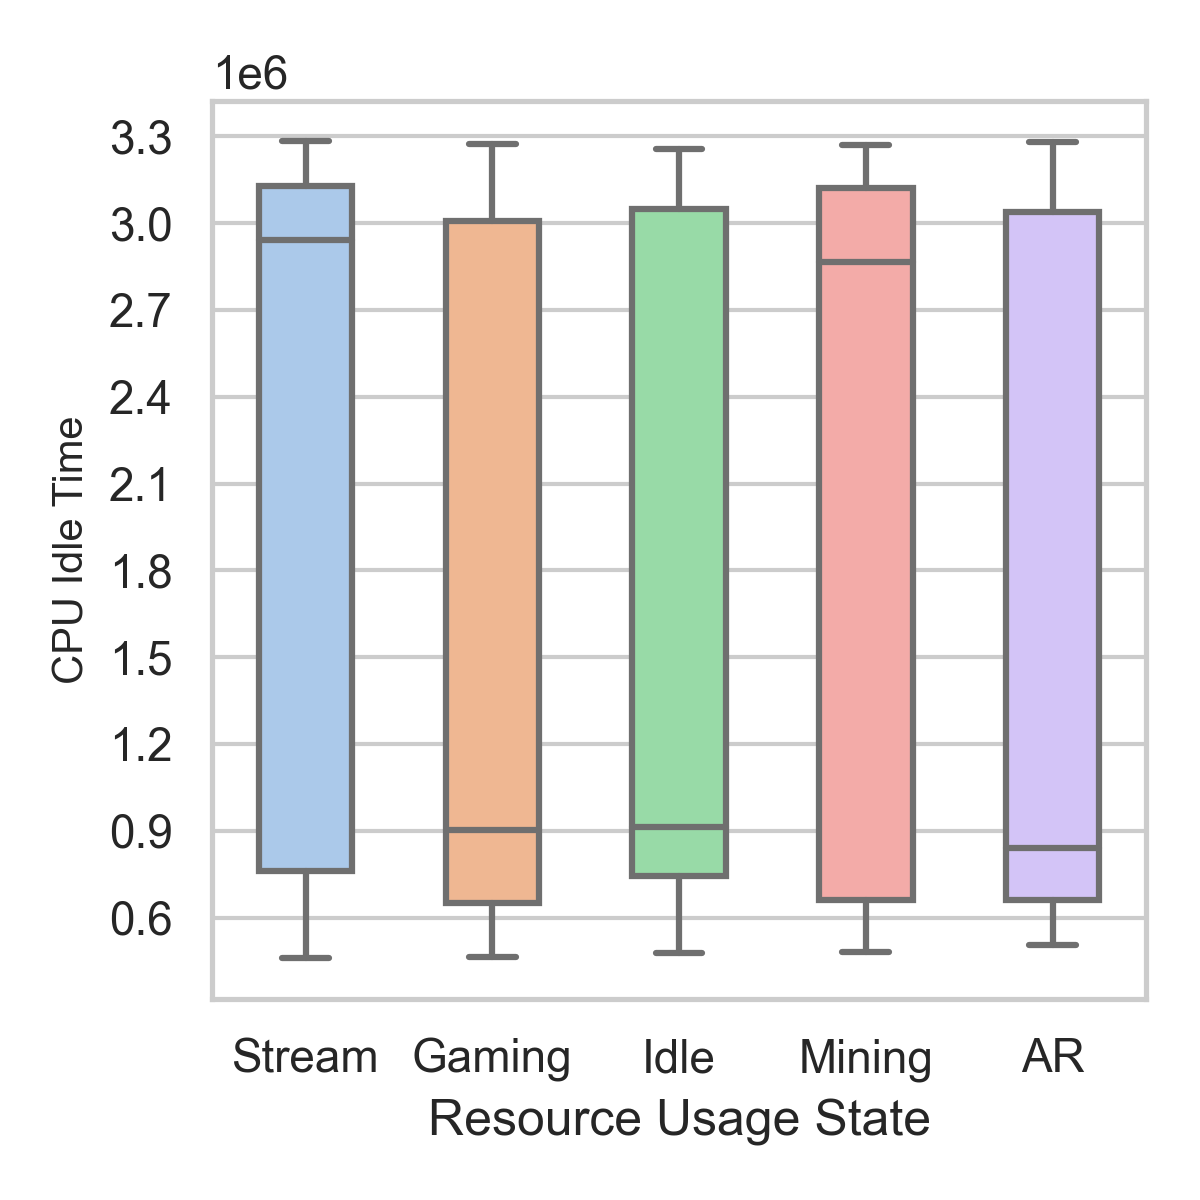 1e6
3.3
3.0
2.7
2.4
2.1
1.8
1.5
1.2
0.9
0.6
CPU Idle Time
Stream Gaming Idle Mining AR
Resource Usage State